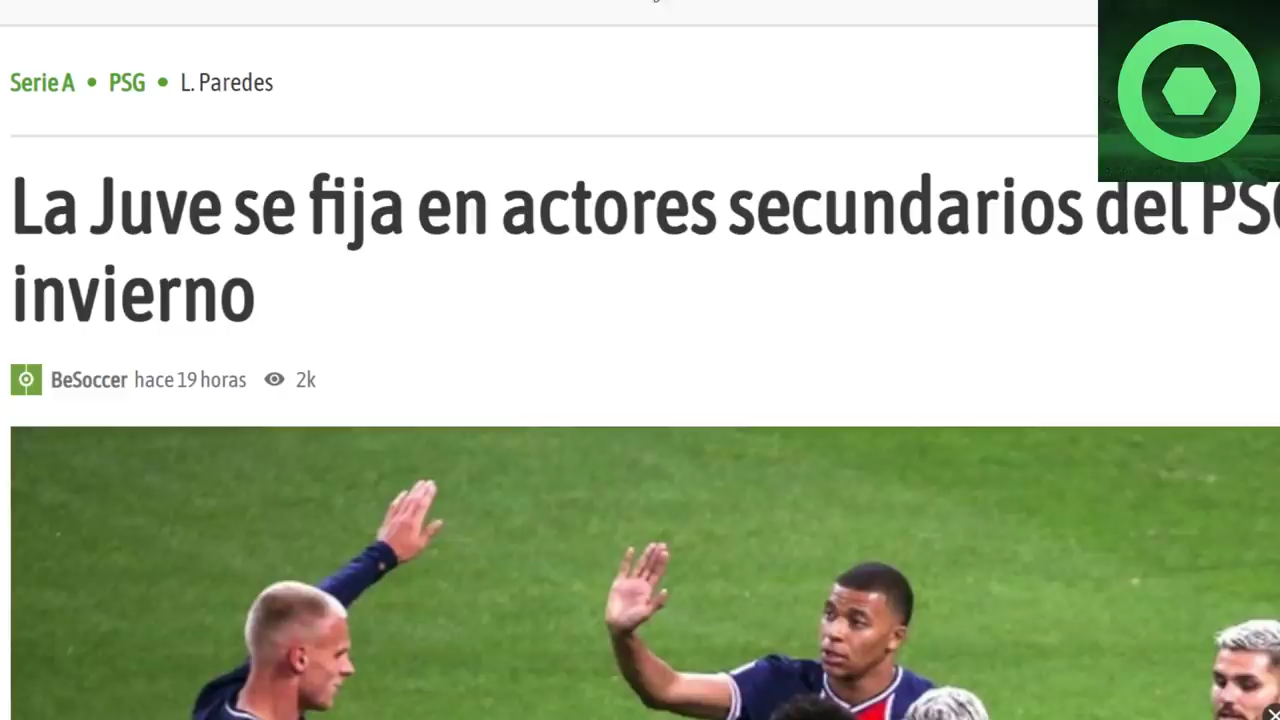 Serie A • PSG • L. Paredes
La Juve se fija en actores secundarios del
invierno
BeSoccer hace 19 horas 2k